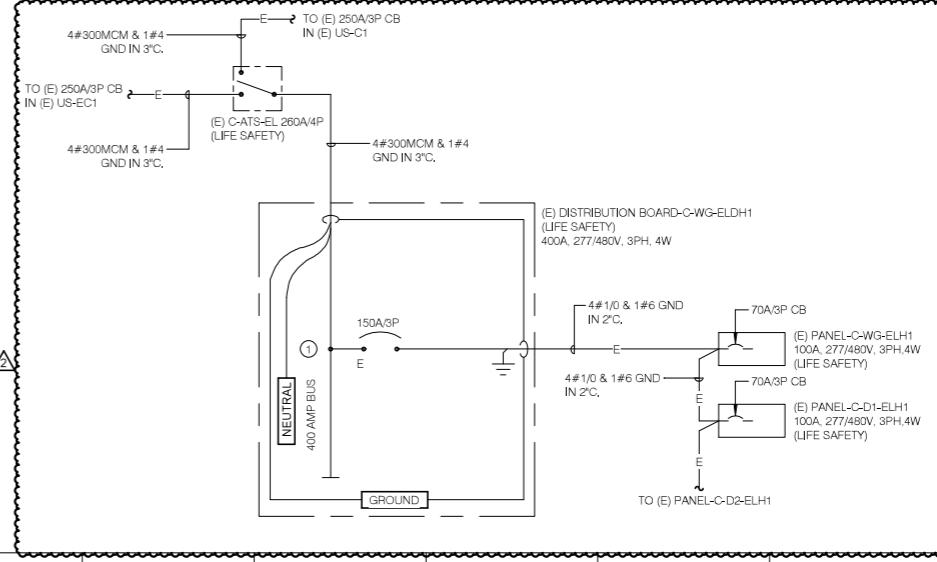 TO (E) 250A/3P CB
IN (E) US-C1
4#300MCM & 1#4
GND IN 3"C.
E
TO (E) 250A/3P CB
IN (E) US-EC1
E
(E) C-ATS-EL 260A/4P
(LIFE SAFETY)
4#300MCM & 1#4
GND IN 3"C.
4#300MCM & 1#4
GND IN 3"C.
(E) DISTRIBUTION BOARD-C-WG-ELDH1
(LIFE SAFETY)
400A, 277/480V, 3PH, 4W
4#1/0 & 1#6 GND
IN 2"C.
70A/3P CB
150A/3P
(E) PANEL-C-WG-ELH1
100A, 277/480V, 3PH,4W
(LIFE SAFETY)
1
E
E
2
4#1/0 & 1#6 GND
IN 2"C.
70A/3P CB
E
NEUTRAL
400 AMP BUS
(E) PANEL-C-D1-ELH1
100A, 277/480V, 3PH,4W
(LIFE SAFETY)
E
GROUND
TO (E) PANEL-C-D2-ELH1